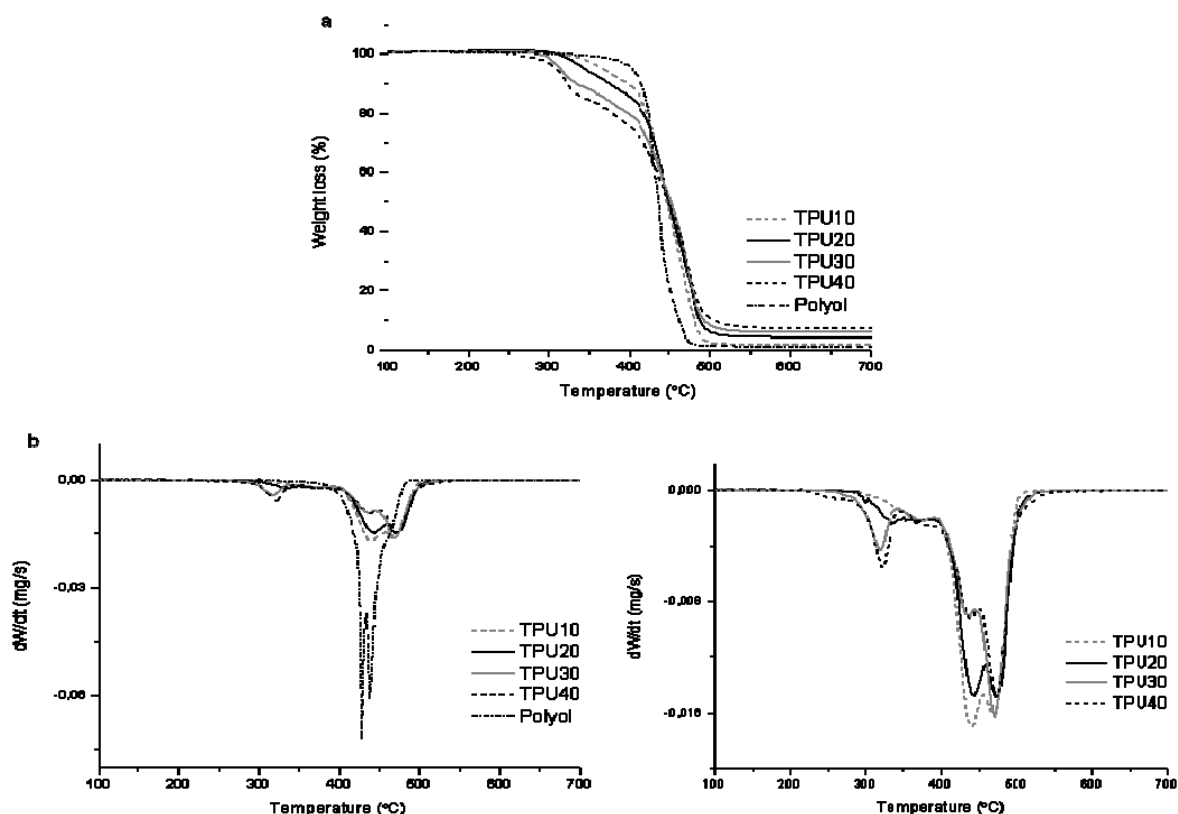 a
100
80
60
40
20
0
Weight loss (%)
TPU10
TPU20
TPU30
TPU40
Polyol
100 200 300 400 500 600 700
Temperature (°C)
b
0,00
-0,03
-0,06
dW/dt (mg/s)
TPU10
TPU20
TPU30
TPU40
Polyol
100 200 300 400 500 600 700
Temperature (°C)
0,000
-0,008
-0,016
dW/dt (mg/s)
TPU10
TPU20
TPU30
TPU40
100 200 300 400 500 600 700
Temperature (°C)